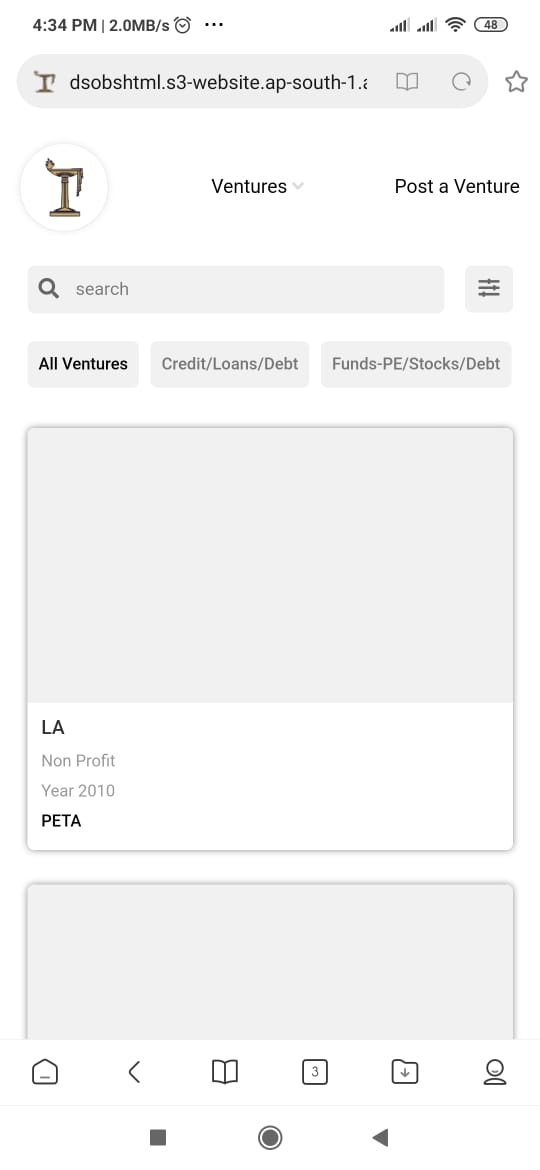 4:34 PM | 2.0MB/s ...
48
dsobshtml.s3-website.ap-south-1.
Ventures
Post a Venture
search
All Ventures
Credit/Loans/Debt
Funds-PE/Stocks/Debt
LA
Non Profit
Year 2010
PETA
3